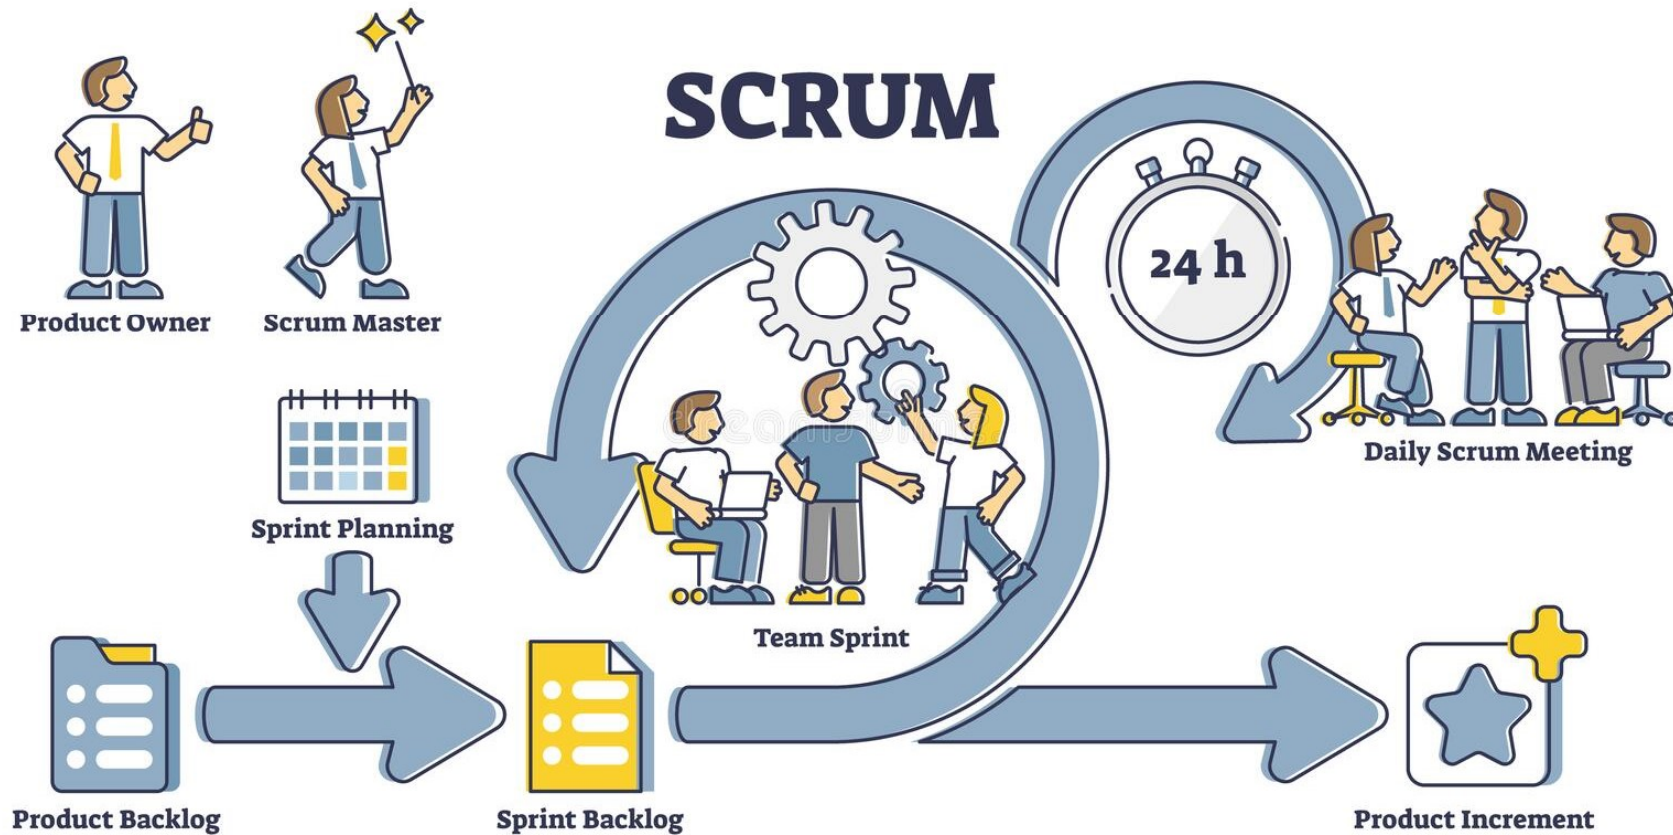 SCRUM
24 h
Product Owner
Scrum Master
Daily Scrum Meeting
Sprint Planning
Team Sprint
Product Backlog
Sprint Backlog
Product Increment